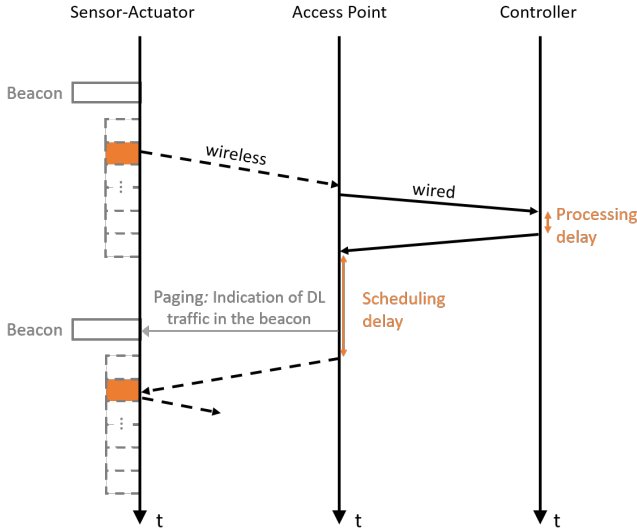 Sensor-Actuator
Access Point
Controller
Beacon
wireless
wired
Processing
delay
Paging: Indication of DL
traffic in the beacon
Scheduling
delay
Beacon
⋮
⋮
t
t
t